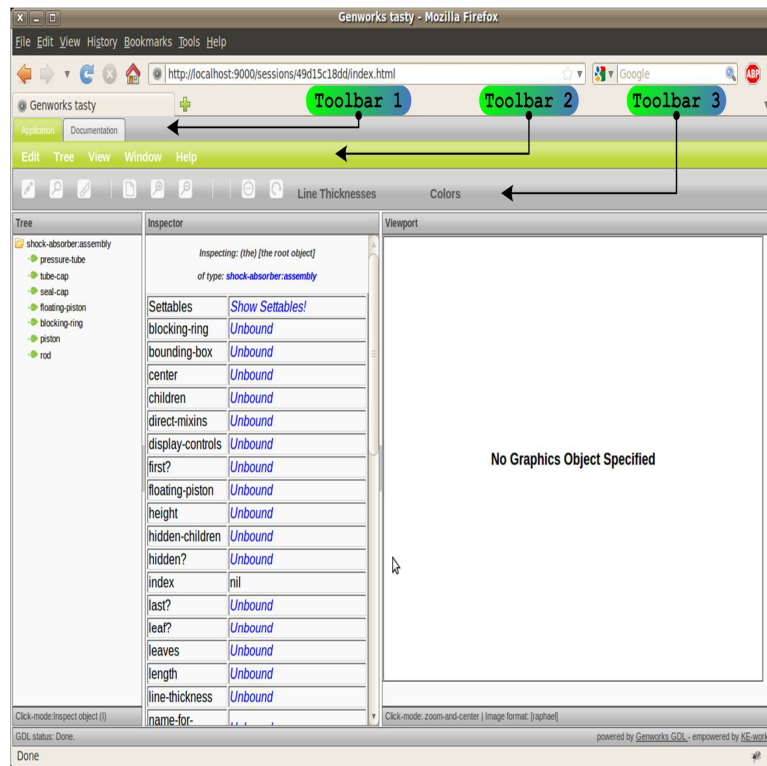 Genworks tasty - Mozilla Firefox
File Edit View History Bookmarks Tools Help
http://localhost:9000/sessions/49d15c18dd/index.html
Google
ABP
Genworks tasty
Toolbar 1
Toolbar 2
Toolbar 3
Application Documentation
Edit Tree View Window Help
Line Thicknesses Colors
Tree
shock-absorber:assembly
pressure-tube
tube-cap
seal-cap
floating-piston
blocking-ring
piston
rod
Click-mode:Inspect object (I)
Inspector
Inspecting: (the) [the root object]
of type: shock-absorber:assembly
Settables Show Settables!
blocking-ring Unbound
bounding-box Unbound
center Unbound
children Unbound
direct-mixins Unbound
display-controls Unbound
first? Unbound
floating-piston Unbound
height Unbound
hidden-children Unbound
hidden? Unbound
index nil
last? Unbound
leaf? Unbound
leaves Unbound
length Unbound
line-thickness Unbound
name-for-
Viewport
No Graphics Object Specified
Click-mode: zoom-and-center | Image format: [raphael]
GDL status: Done.
powered by Genworks GDL - empowered by KE-work
Done